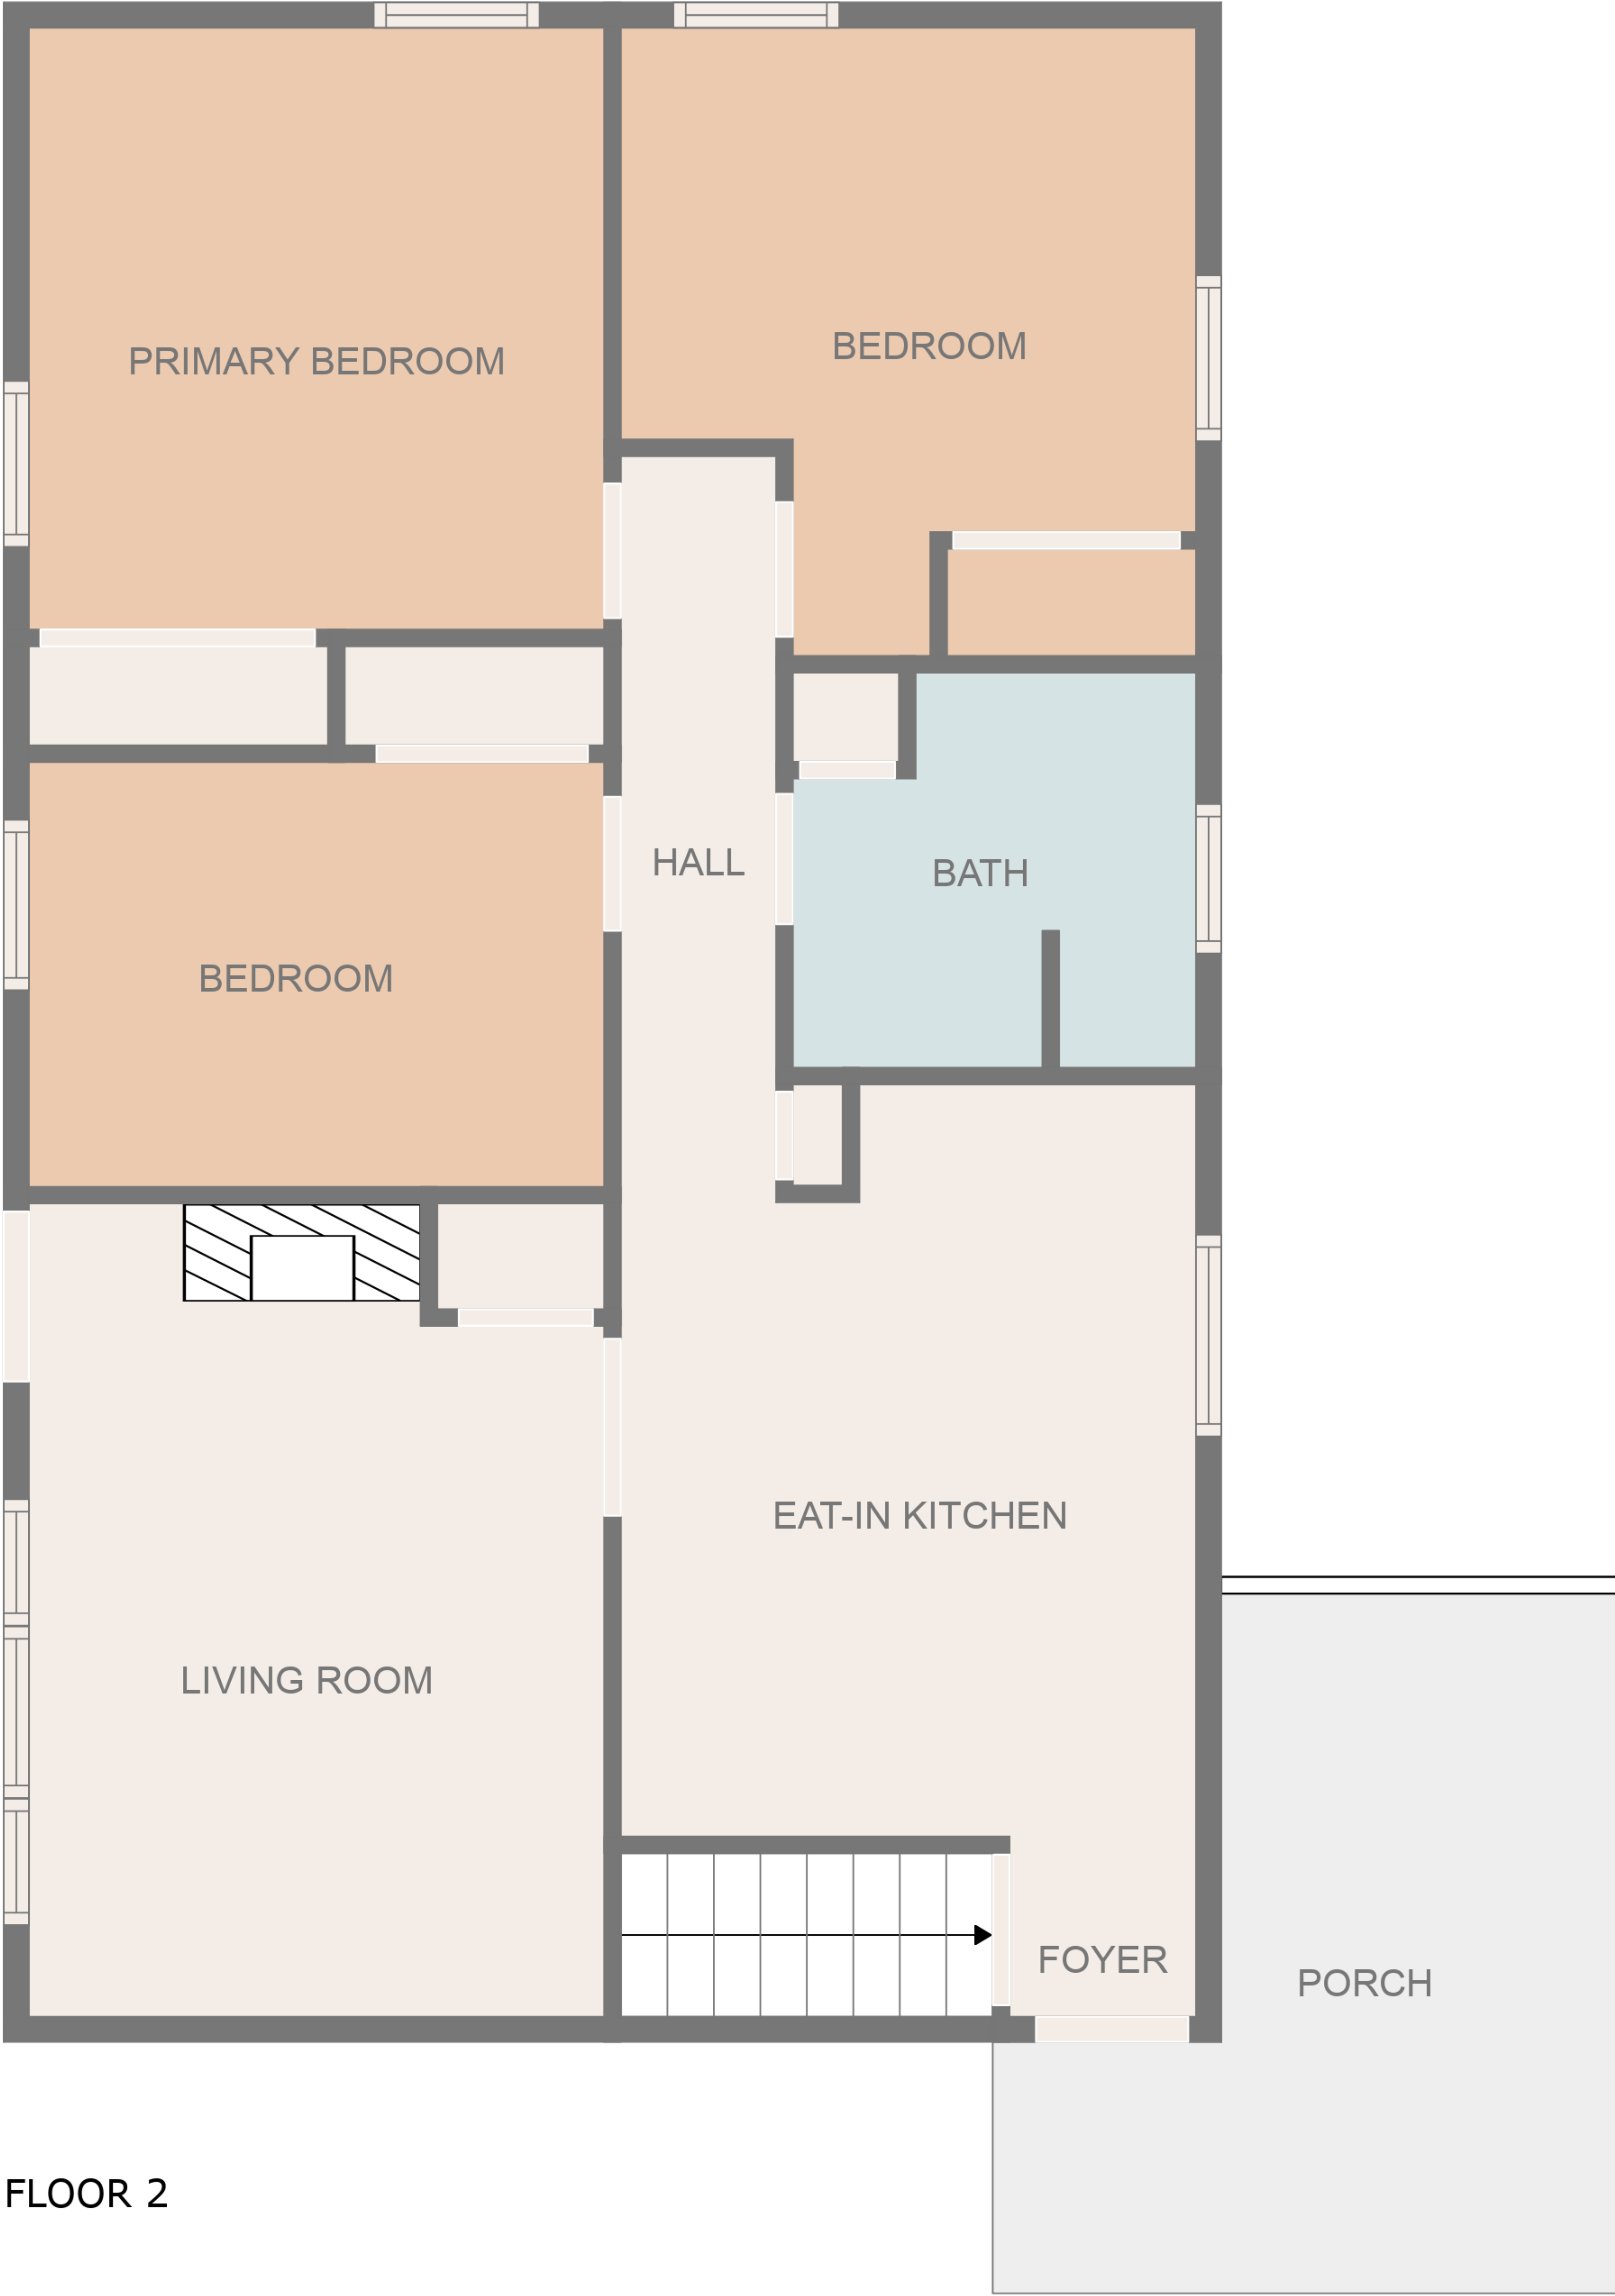 BEDROOM
PRIMARY BEDROOM
HALL
BATH
BEDROOM
EAT-IN KITCHEN
LIVING ROOM
FOYER
PORCH
FLOOR 2